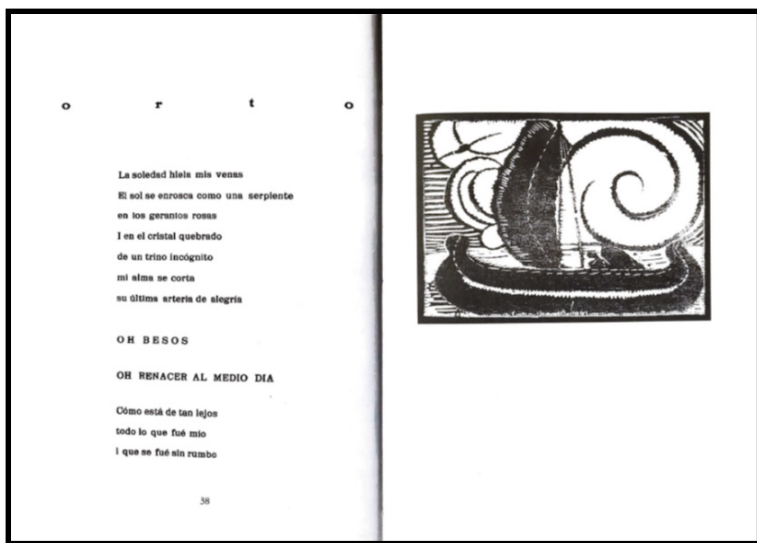 o r t o
La soledad hiela mis venas
El sol se enrosca como una serpiente
en los geranios rosas
I en el cristal quebrado
de un trino incógnito
mi alma se corta
su última arteria de alegría
OH BESOS
OH RENACER AL MEDIO DIA
Cómo está de tan lejos
todo lo que fué mío
i que se fué sin rumbo
38